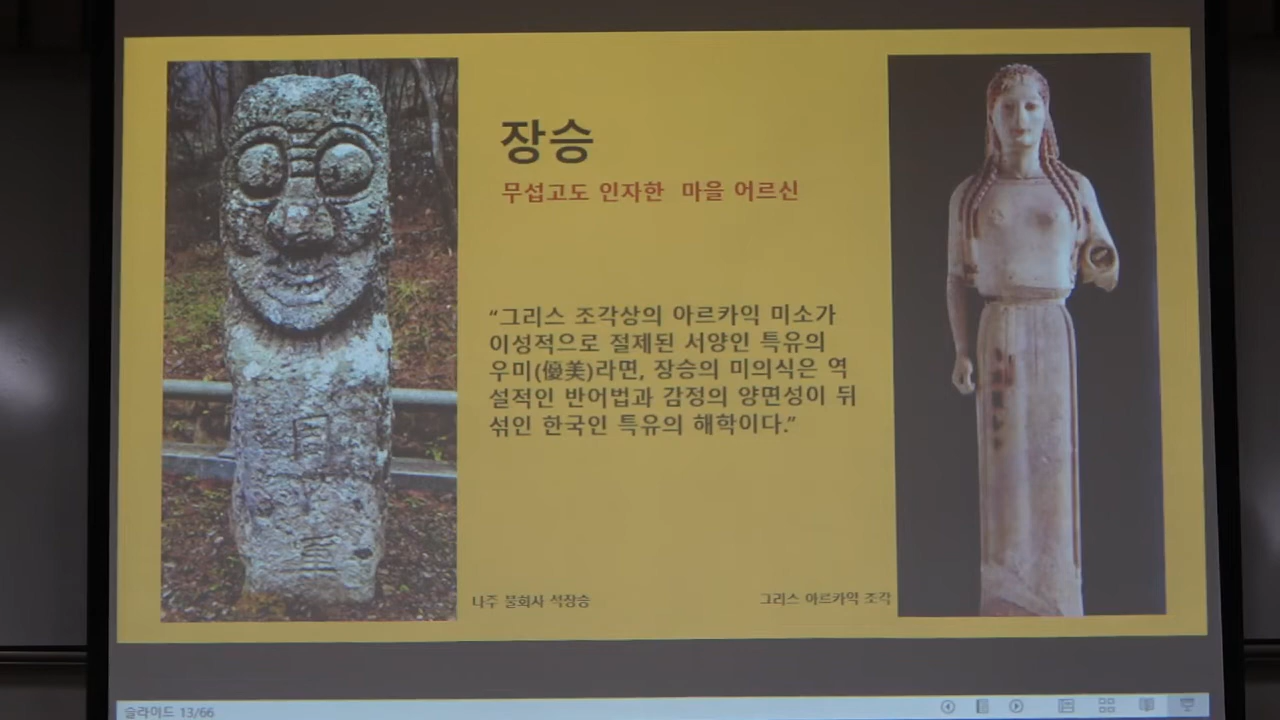 장승
무섭고도 인자한 마을 어르신
“그리스 조각상의 아르카익 미소가
이성적으로 절제된 서양인 특유의
우미(優美)라면, 장승의 미의식은 역
설적인 반어법과 감정의 양면성이 뒤
섞인 한국인 특유의 해학이다.”
나주 불회사 석장승
그리스 아르카익 조각
슬라이드 13/66